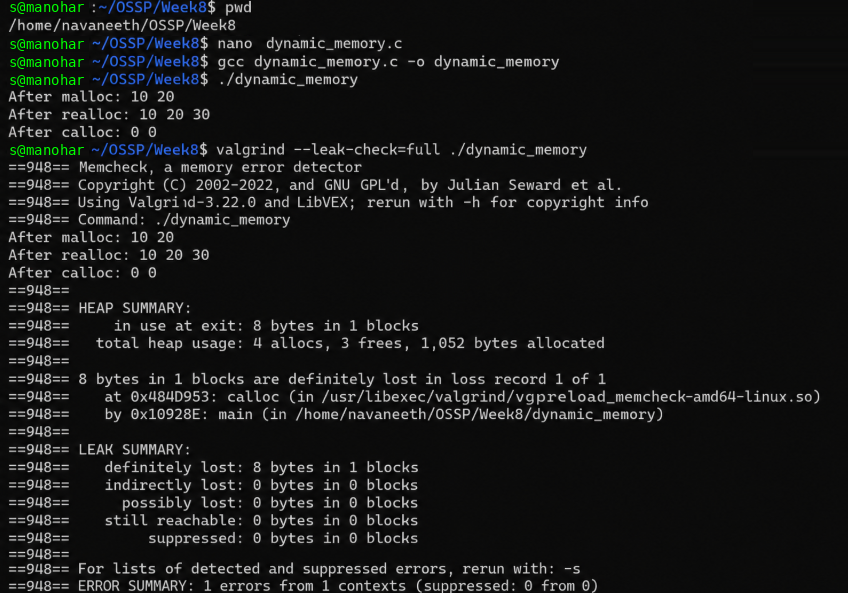 s@manohar :~/OSSP/Week8$ pwd
/home/navaneeth/OSSP/Week8
s@manohar ~/OSSP/Week8$ nano dynamic_memory.c
s@manohar ~/OSSP/Week8$ gcc dynamic_memory.c -o dynamic_memory
s@manohar ~/OSSP/Week8$ ./dynamic_memory
After malloc: 10 20
After realloc: 10 20 30
After calloc: 0 0
s@manohar ~/OSSP/Week8$ valgrind --leak-check=full ./dynamic_memory
==948== Memcheck, a memory error detector
==948== Copyright (C) 2002-2022, and GNU GPL'd, by Julian Seward et al.
==948== Using Valgrind-3.22.0 and LibVEX; rerun with -h for copyright info
==948== Command: ./dynamic_memory
After malloc: 10 20
After realloc: 10 20 30
After calloc: 0 0
==948==
==948== HEAP SUMMARY:
==948==     in use at exit: 8 bytes in 1 blocks
==948==   total heap usage: 4 allocs, 3 frees, 1,052 bytes allocated
==948==
==948== 8 bytes in 1 blocks are definitely lost in loss record 1 of 1
==948==    at 0x484D953: calloc (in /usr/libexec/valgrind/vgpreload_memcheck-amd64-linux.so)
==948==    by 0x10928E: main (in /home/navaneeth/OSSP/Week8/dynamic_memory)
==948==
==948== LEAK SUMMARY:
==948==    definitely lost: 8 bytes in 1 blocks
==948==    indirectly lost: 0 bytes in 0 blocks
==948==      possibly lost: 0 bytes in 0 blocks
==948==    still reachable: 0 bytes in 0 blocks
==948==         suppressed: 0 bytes in 0 blocks
==948==
==948== For lists of detected and suppressed errors, rerun with: -s
==948== ERROR SUMMARY: 1 errors from 1 contexts (suppressed: 0 from 0)